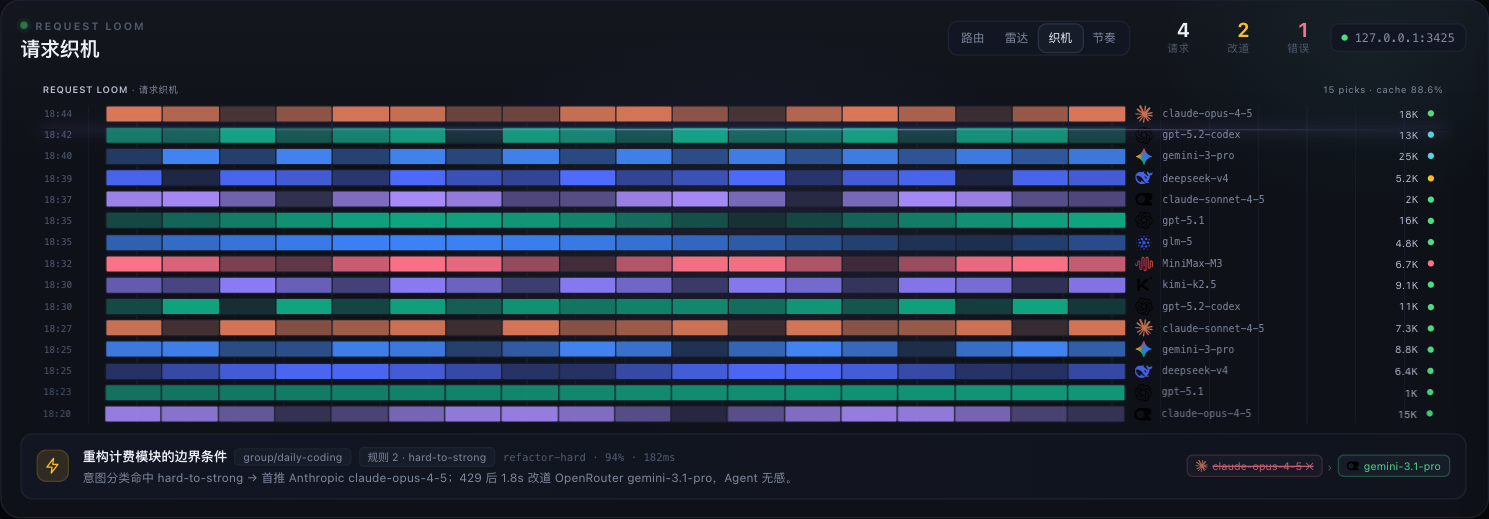 REQUEST LOOM
请求织机
路由 雷达 织机 节奏
4 请求
2 改道
1 错误
127.0.0.1:3425
REQUEST LOOM · 请求织机
15 picks · cache 88.6%
18:44 claude-opus-4-5 18K
18:42 gpt-5.2-codex 13K
18:40 gemini-3-pro 25K
18:39 deepseek-v4 5.2K
18:37 claude-sonnet-4-5 2K
18:35 gpt-5.1 16K
18:35 glm-5 4.8K
18:32 MiniMax-M3 6.7K
18:30 kimi-k2.5 9.1K
18:30 gpt-5.2-codex 11K
18:27 claude-sonnet-4-5 7.3K
18:25 gemini-3-pro 8.8K
18:25 deepseek-v4 6.4K
18:23 gpt-5.1 1K
18:20 claude-opus-4-5 15K
重构计费模块的边界条件 group/daily-coding 规则 2 · hard-to-strong refactor-hard · 94% · 182ms
意图分类命中 hard-to-strong → 首推 Anthropic claude-opus-4-5；429 后 1.8s 改道 OpenRouter gemini-3.1-pro，Agent 无感。
claude-opus-4-5 ✕ › gemini-3.1-pro